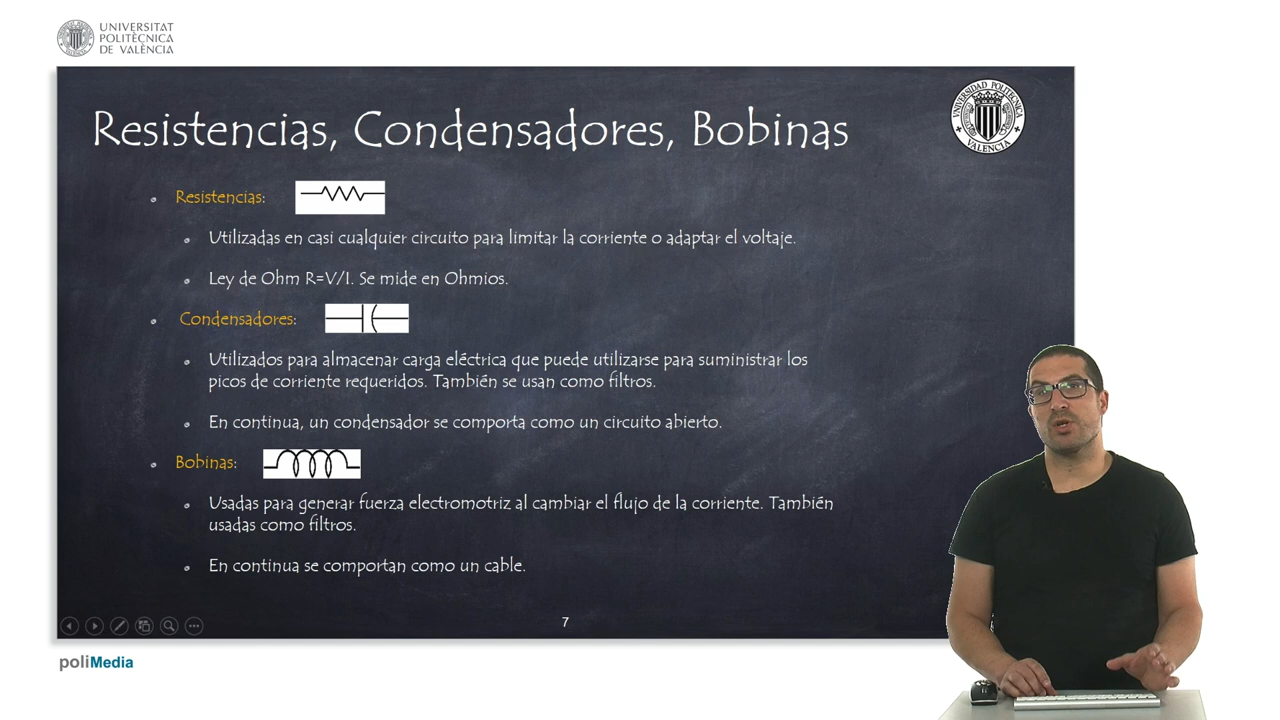 UNIVERSITAT
POLITÈCNICA
DE VALÈNCIA
UNIVERSIDAD POLITECNICA
VALENCIA
Resistencias, Condensadores, Bobinas
Resistencias:
Utilizadas en casi cualquier circuito para limitar la corriente o adaptar el voltaje.
Ley de Ohm R=V/I. Se mide en Ohmios.
Condensadores:
Utilizados para almacenar carga eléctrica que puede utilizarse para suministrar los
picos de corriente requeridos. También se usan como filtros.
En continua, un condensador se comporta como un circuito abierto.
Bobinas:
Usadas para generar fuerza electromotriz al cambiar el flujo de la corriente. También
usadas como filtros.
En continua se comportan como un cable.
7
poliMedia